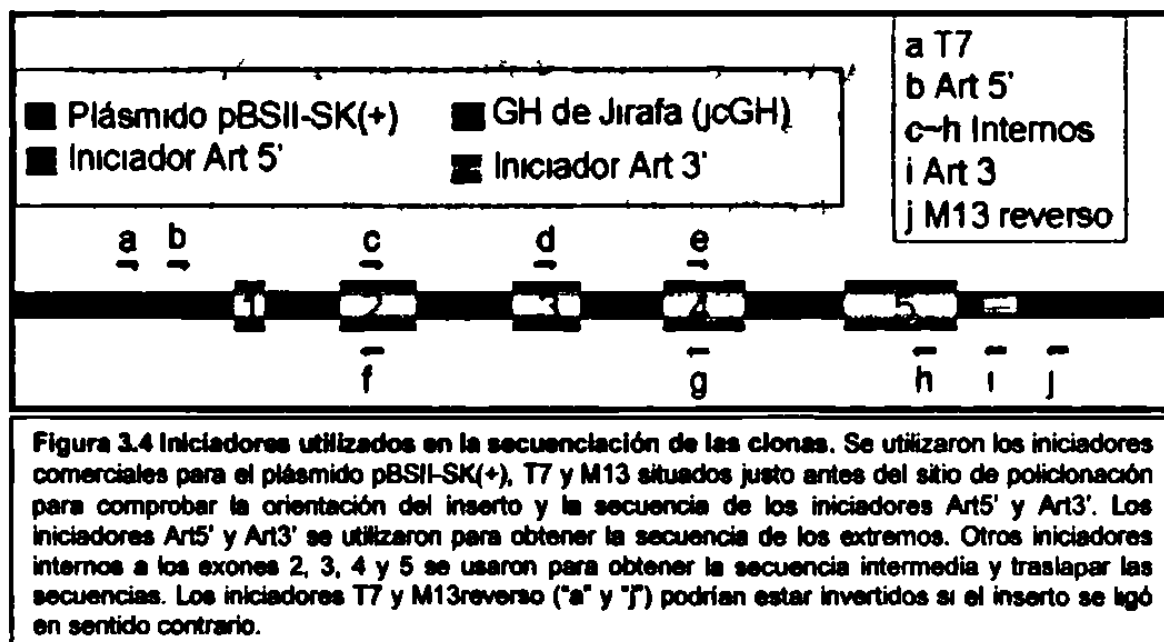 a T7
b Art 5'
c-h Internos
i Art 3
j M13 reverso
Plásmido pBSII-SK(+)
GH de Jirafa (jcGH)
Iniciador Art 5'
Iniciador Art 3'
a b c d e
1 2 3 4 5
f g h i j
Figura 3.4 Iniciadores utilizados en la secuenciación de las clonas. Se utilizaron los iniciadores
comerciales para el plásmido pBSII-SK(+), T7 y M13 situados justo antes del sitio de policlonación
para comprobar la orientación del inserto y la secuencia de los iniciadores Art5' y Art3'. Los
iniciadores Art5' y Art3' se utilizaron para obtener la secuencia de los extremos. Otros iniciadores
internos a los exones 2, 3, 4 y 5 se usaron para obtener la secuencia intermedia y traslapar las
secuencias. Los iniciadores T7 y M13reverso ("a" y "j") podrían estar invertidos si el inserto se ligó
en sentido contrario.